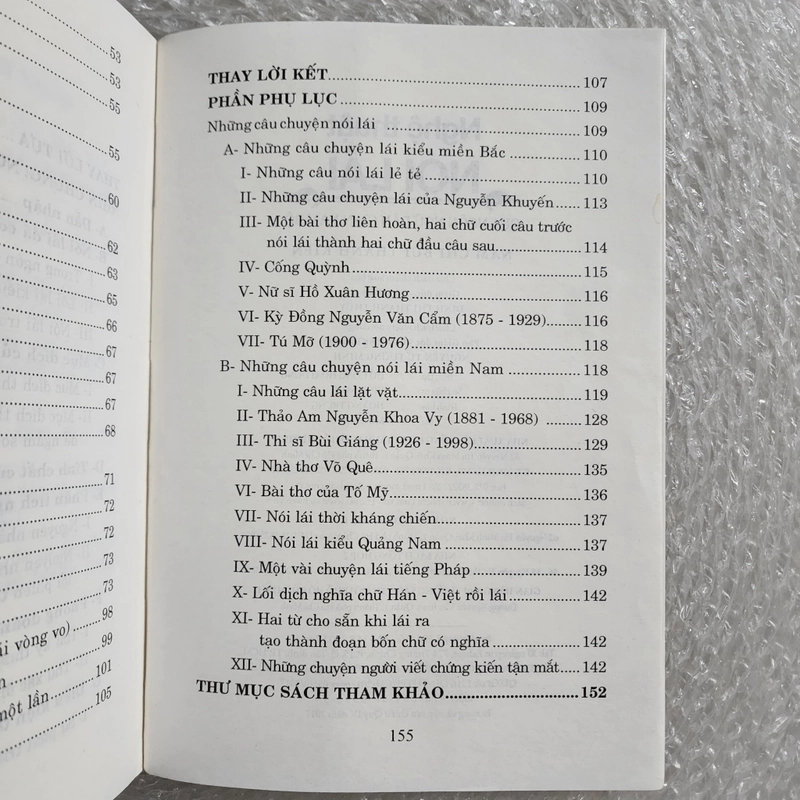 53
53
55
55
60
62
63
65
66
67
67
67
68
71
72
72
73
73
ái vòng vo) 98
99
một lần 101
105
THAY LỜI KẾT 107
PHẦN PHỤ LỤC 109
Những câu chuyện nói lái 109
A- Những câu chuyện lái kiểu miền Bắc 110
I- Những câu nói lái lẻ tẻ 110
II- Những câu chuyện lái của Nguyễn Khuyến 113
III- Một bài thơ liên hoàn, hai chữ cuối câu trước
nói lái thành hai chữ đầu câu sau 114
IV- Cống Quỳnh 115
V- Nữ sĩ Hồ Xuân Hương 116
VI- Kỳ Đồng Nguyễn Văn Cẩm (1875 - 1929) 116
VII- Tú Mỡ (1900 - 1976) 118
B- Những câu chuyện nói lái miền Nam 118
I- Những câu lái lặt vặt 119
II- Thảo Am Nguyễn Khoa Vy (1881 - 1968) 128
III- Thi sĩ Bùi Giáng (1926 - 1998) 129
IV- Nhà thơ Võ Quê 135
VI- Bài thơ của Tố Mỹ 136
VII- Nói lái thời kháng chiến 137
VIII- Nói lái kiểu Quảng Nam 137
IX- Một vài chuyện lái tiếng Pháp 139
X- Lối dịch nghĩa chữ Hán - Việt rồi lái 142
XI- Hai từ cho sẵn khi lái ra
tạo thành đoạn bốn chữ có nghĩa 142
XII- Những chuyện người viết chứng kiến tận mắt 142
THƯ MỤC SÁCH THAM KHẢO 152
155